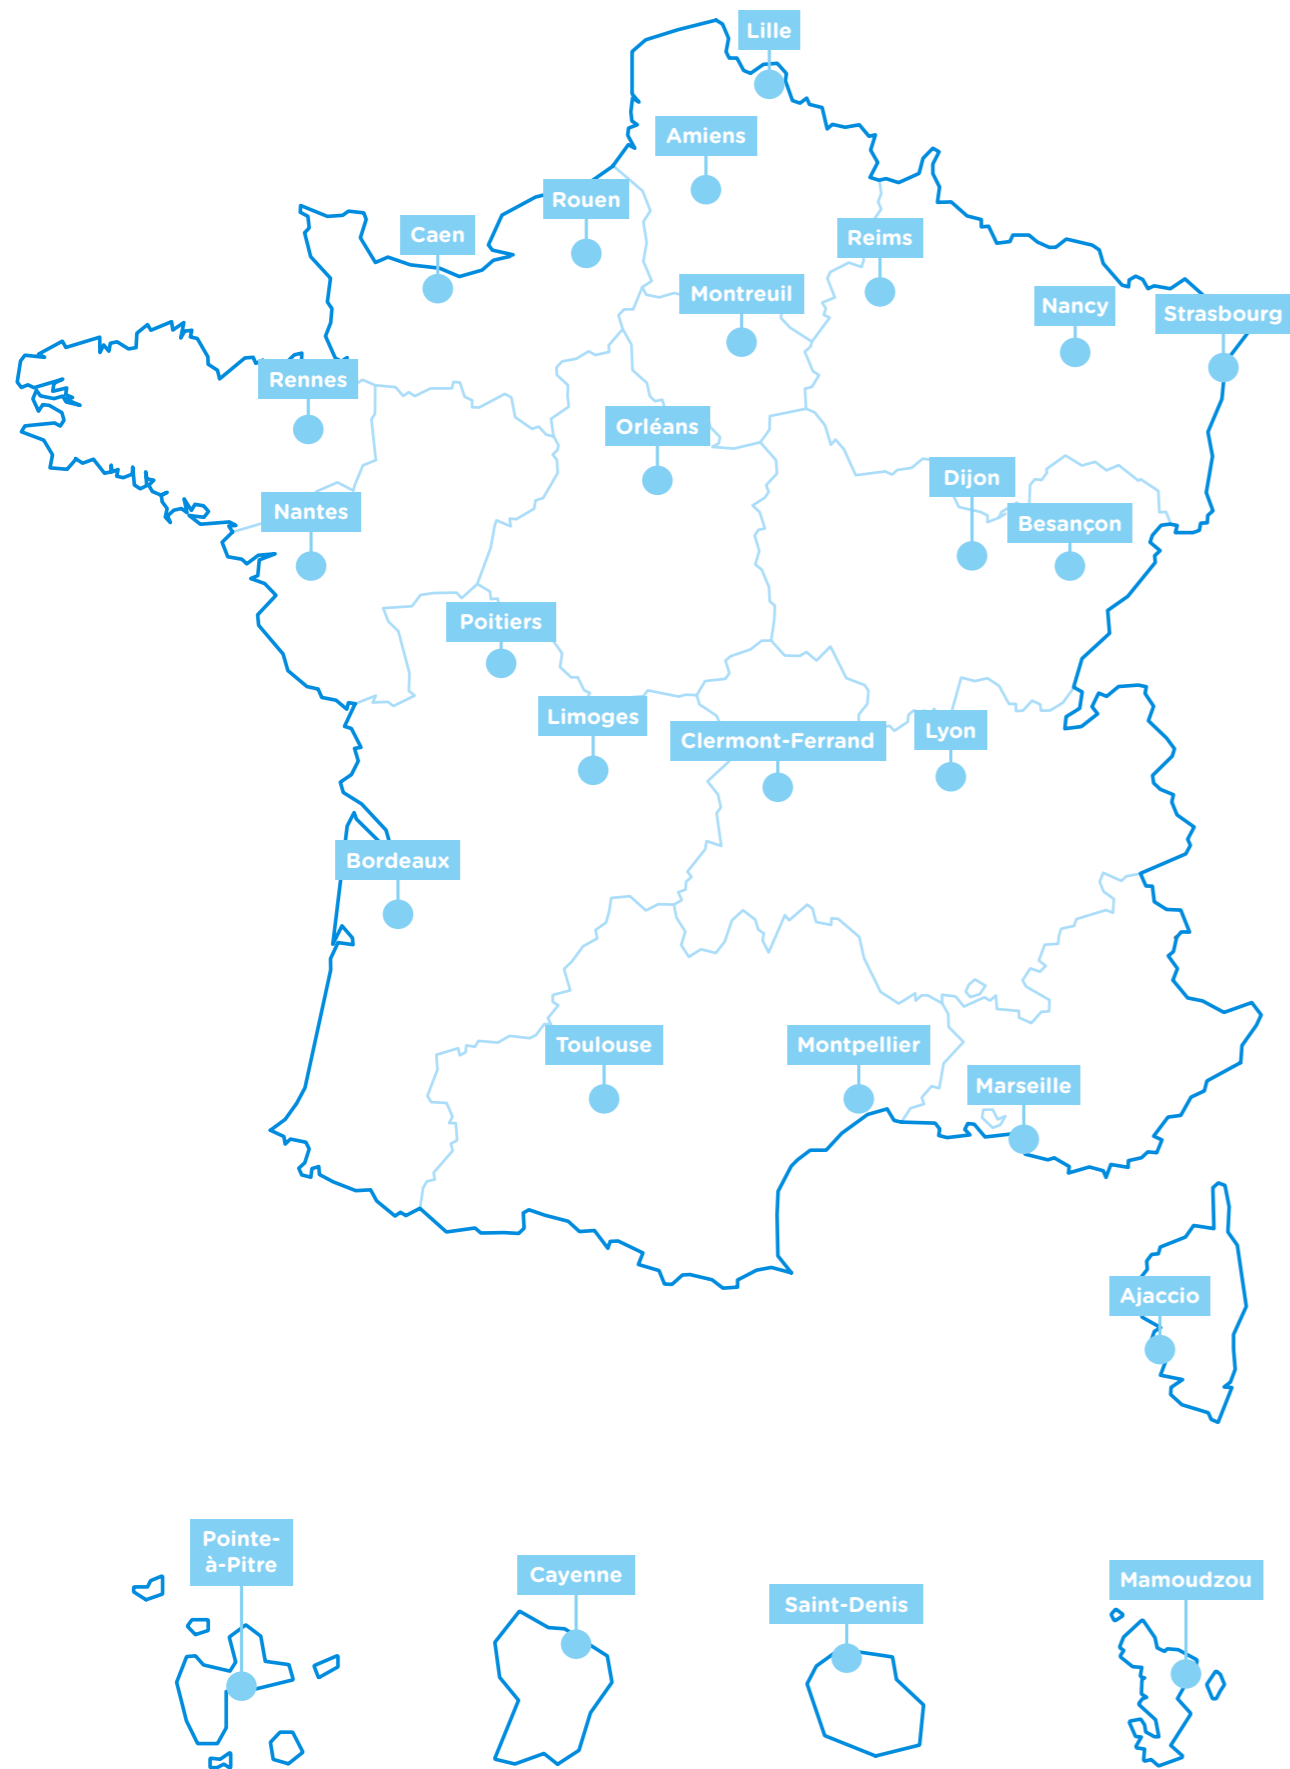 Lille
Amiens
Rouen
Caen
Reims
Montreuil
Nancy
Strasbourg
Rennes
Orléans
Dijon
Nantes
Besançon
Poitiers
Limoges
Clermont-Ferrand
Lyon
Bordeaux
Toulouse
Montpellier
Marseille
Ajaccio
Pointe-
à-Pitre
Cayenne
Saint-Denis
Mamoudzou